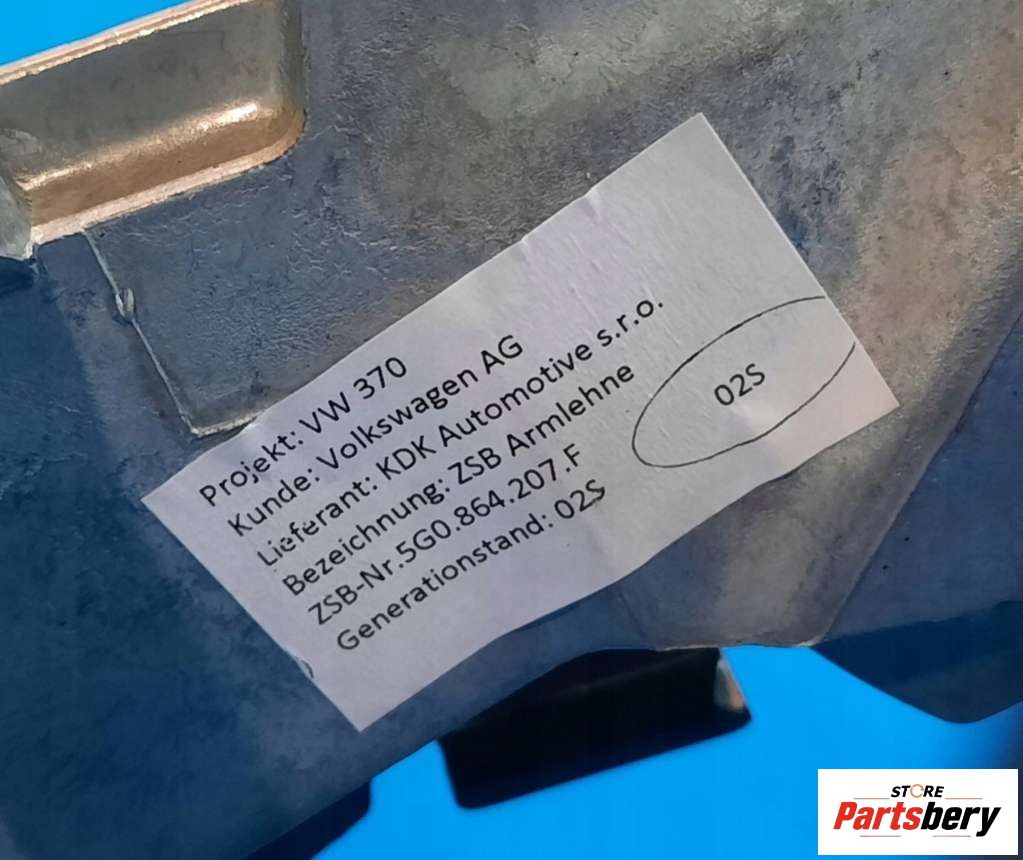 Projekt: VW 370
Kunde: Volkswagen AG
Lieferant: KDK Automotive s.r.o.
Bezeichnung: ZSB Armlehne
ZSB-Nr.5G0.864.207.F
Generationstand: 02S
02S
STORE
Partsbery